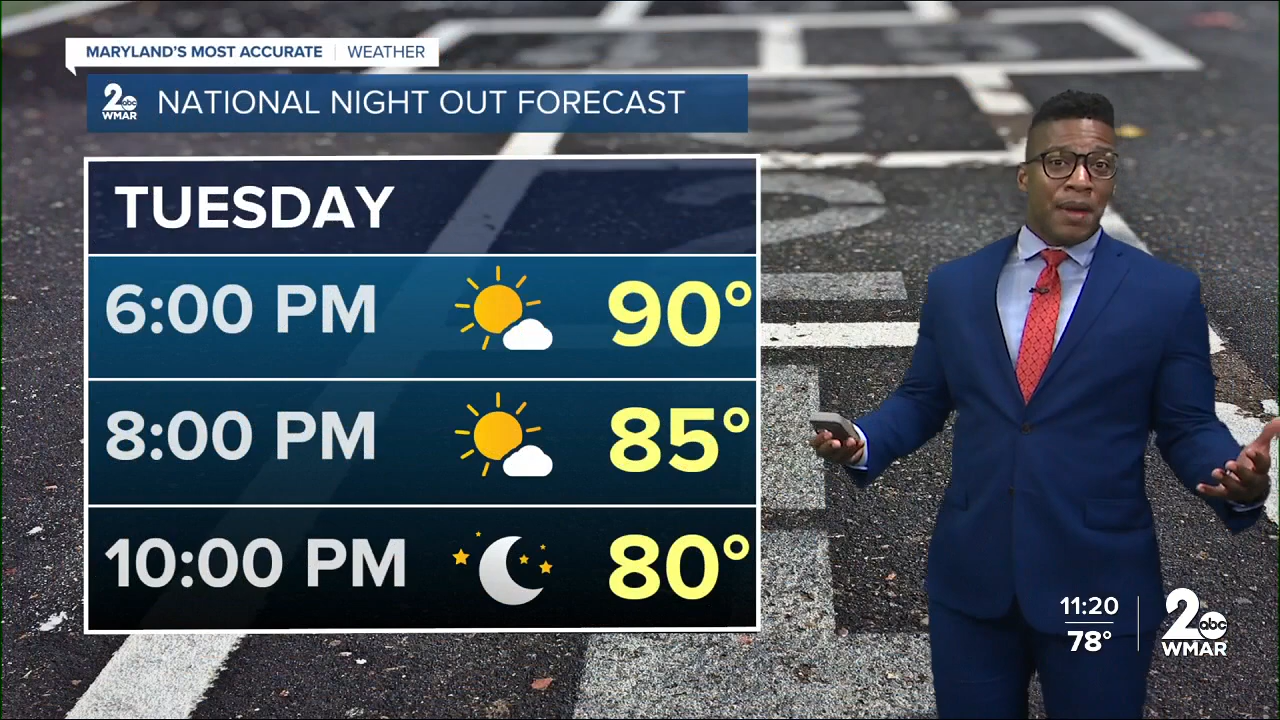 MARYLAND'S MOST ACCURATE | WEATHER
2 abc WMAR NATIONAL NIGHT OUT FORECAST
TUESDAY
6:00 PM 90°
8:00 PM 85°
10:00 PM 80°
11:20
78°
2 abc
WMAR